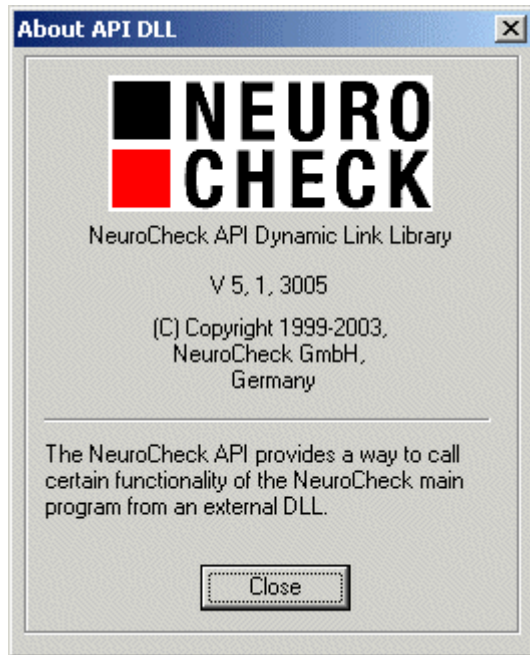 About API DLL
NEURO
CHECK
NeuroCheck API Dynamic Link Library
V 5, 1, 3005
(C) Copyright 1999-2003,
NeuroCheck GmbH,
Germany
The NeuroCheck API provides a way to call
certain functionality of the NeuroCheck main
program from an external DLL.
Close